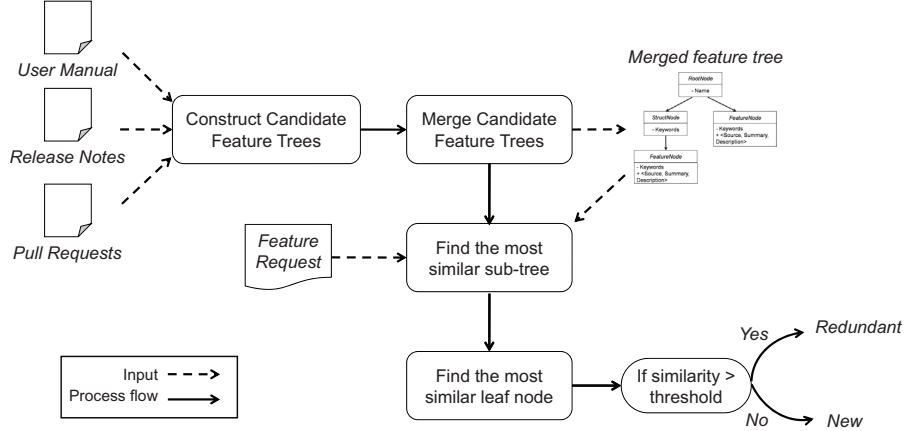 User Manual
Release Notes
Pull Requests
Construct Candidate
Feature Trees
Merge Candidate
Feature Trees
Merged feature tree
RootNode
- Name
StructNode
- Keywords
FeatureNode
- Keywords
+ <Source, Summary,
Description>
FeatureNode
- Keywords
+ <Source, Summary,
Description>
Feature
Request
Find the most
similar sub-tree
Find the most
similar leaf node
If similarity >
threshold
Yes
Redundant
No
New
Input
Process flow